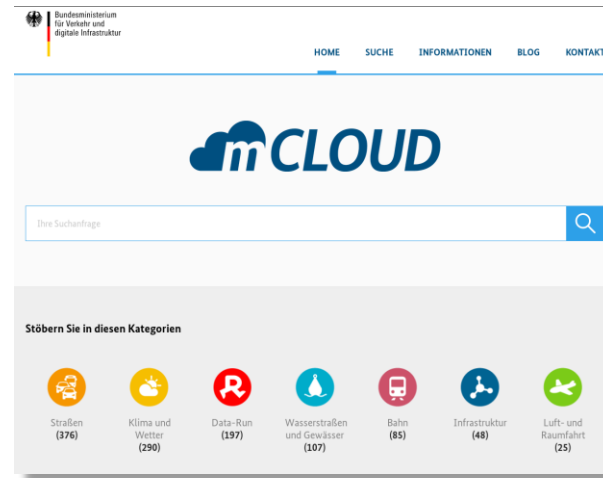 Bundesministerium
für Verkehr und
digitale Infrastruktur
HOME SUCHE INFORMATIONEN BLOG KONTAKT
mCLOUD
Ihre Suchanfrage
Stöbern Sie in diesen Kategorien
Straßen
(376)
Klima und
Wetter
(290)
Data-Run
(197)
Wasserstraßen
und Gewässer
(107)
Bahn
(85)
Infrastruktur
(48)
Luft- und
Raumfahrt
(25)